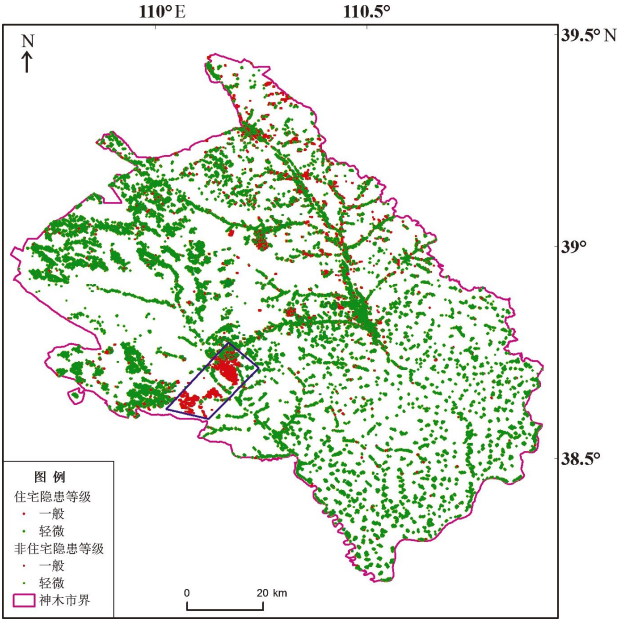 110°E 110.5°
39.5°N
N
39°
38.5°
图 例
住宅隐患等级
一般
轻微
非住宅隐患等级
一般
轻微
神木市界
0 20 km